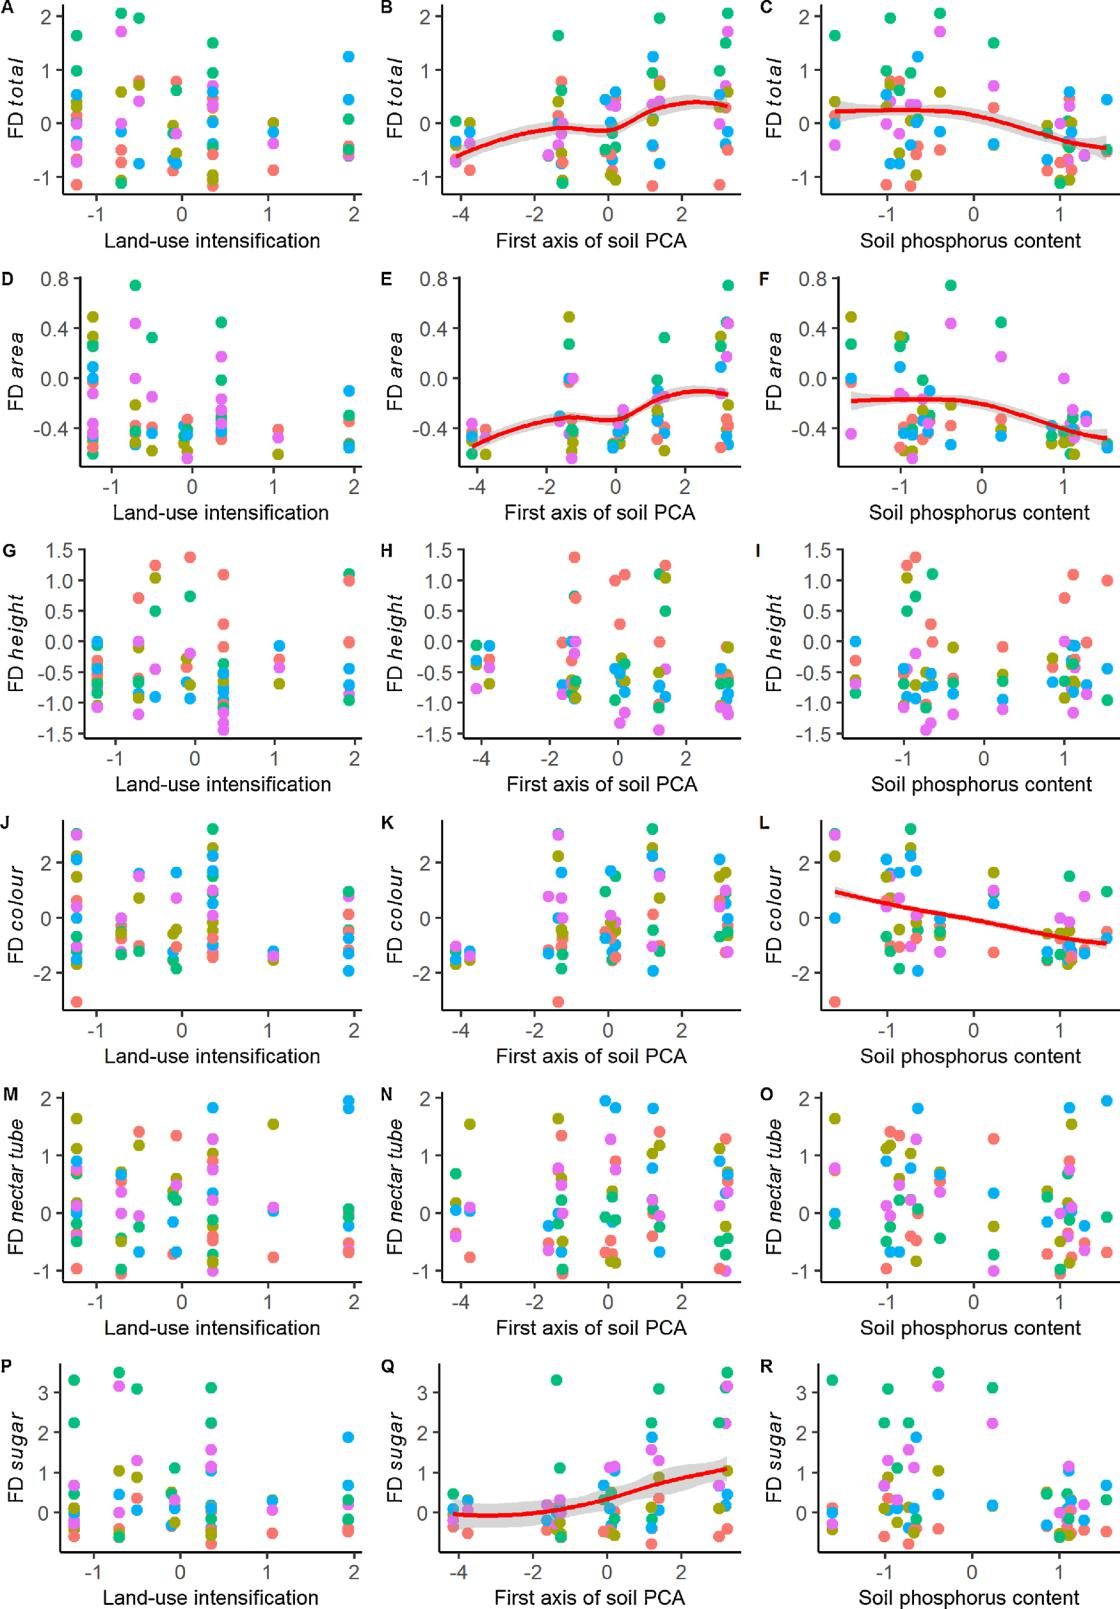 A
B
C
FD total
2
1
0
-1
-1
0
1
2
Land-use intensification
FD total
2
1
0
-1
-4
-2
0
2
First axis of soil PCA
FD total
2
1
0
-1
-1
0
1
Soil phosphorus content
D
E
F
FD area
0.8
0.4
0.0
-0.4
-1
0
1
2
Land-use intensification
FD area
0.8
0.4
0.0
-0.4
-4
-2
0
2
First axis of soil PCA
FD area
0.8
0.4
0.0
-0.4
-1
0
1
Soil phosphorus content
G
H
I
FD height
1.5
1.0
0.5
0.0
-0.5
-1.0
-1.5
-1
0
1
2
Land-use intensification
FD height
1.5
1.0
0.5
0.0
-0.5
-1.0
-1.5
-4
-2
0
2
First axis of soil PCA
FD height
1.5
1.0
0.5
0.0
-0.5
-1.0
-1.5
-1
0
1
Soil phosphorus content
J
K
L
FD colour
2
0
-2
-1
0
1
2
Land-use intensification
FD colour
2
0
-2
-4
-2
0
2
First axis of soil PCA
FD colour
2
0
-2
-1
0
1
Soil phosphorus content
M
N
O
FD nectar tube
2
1
0
-1
-1
0
1
2
Land-use intensification
FD nectar tube
2
1
0
-1
-4
-2
0
2
First axis of soil PCA
FD nectar tube
2
1
0
-1
-1
0
1
Soil phosphorus content
P
Q
R
FD sugar
3
2
1
0
-1
0
1
2
Land-use intensification
FD sugar
3
2
1
0
-4
-2
0
2
First axis of soil PCA
FD sugar
3
2
1
0
-1
0
1
Soil phosphorus content